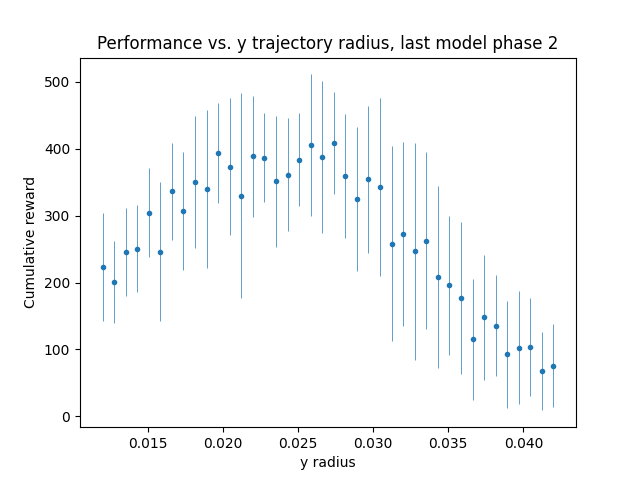 Performance vs. y trajectory radius, last model phase 2
Cumulative reward
500
400
300
200
100
0
0.015 0.020 0.025 0.030 0.035 0.040
y radius